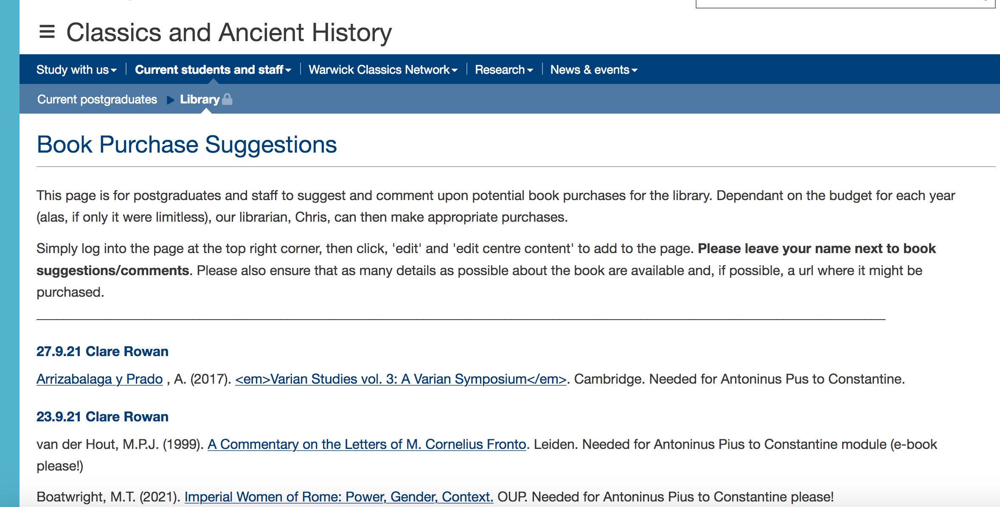 Classics and Ancient History
Study with us
Current students and staff
Warwick Classics Network
Research
News & events
Current postgraduates
Library
Book Purchase Suggestions
This page is for postgraduates and staff to suggest and comment upon potential book purchases for the library. Dependant on the budget for each year
(alas, if only it were limitless), our librarian, Chris, can then make appropriate purchases.
Simply log into the page at the top right corner, then click, 'edit' and 'edit centre content' to add to the page. Please leave your name next to book
suggestions/comments. Please also ensure that as many details as possible about the book are available and, if possible, a url where it might be
purchased.
27.9.21 Clare Rowan
Arrizabalaga y Prado , A. (2017). <em>Varian Studies vol. 3: A Varian Symposium</em>. Cambridge. Needed for Antoninus Pus to Constantine.
23.9.21 Clare Rowan
van der Hout, M.P.J. (1999). A Commentary on the Letters of M. Cornelius Fronto. Leiden. Needed for Antoninus Pius to Constantine module (e-book
please!)
Boatwright, M.T. (2021). Imperial Women of Rome: Power, Gender, Context. OUP. Needed for Antoninus Pius to Constantine please!